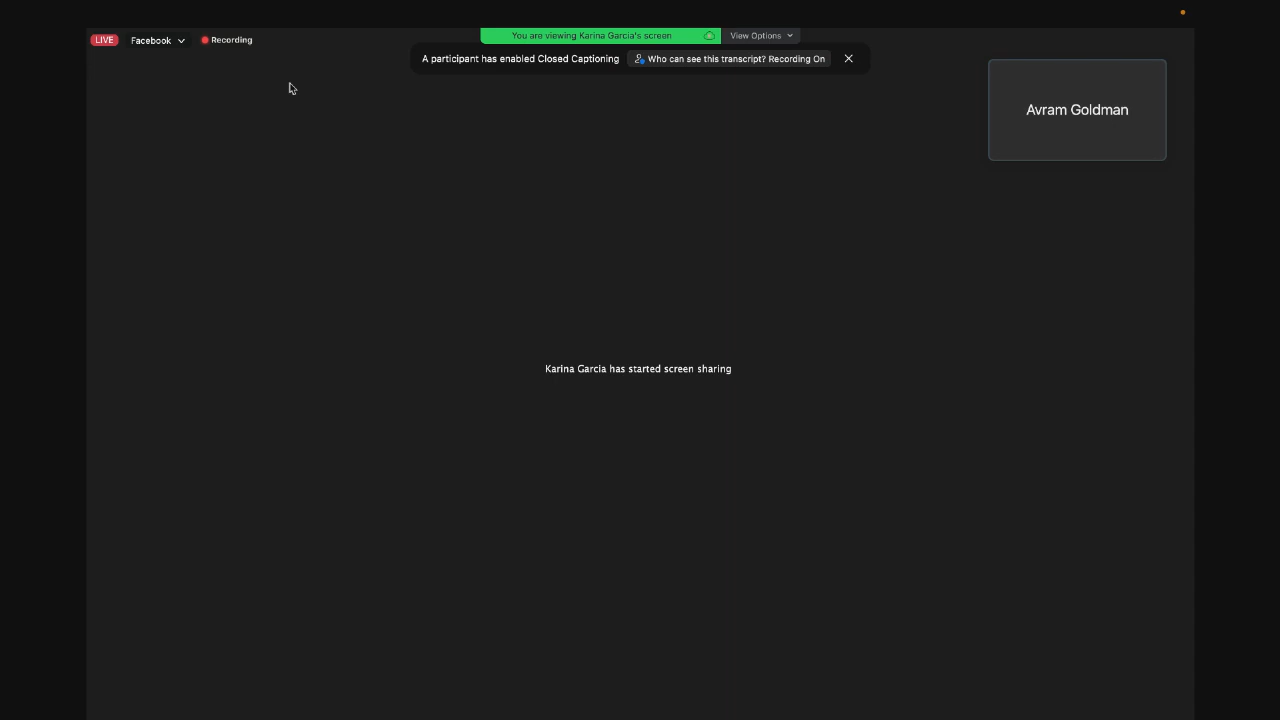 LIVE Facebook Recording
You are viewing Karina Garcia's screen View Options
A participant has enabled Closed Captioning Who can see this transcript? Recording On
Avram Goldman
Karina Garcia has started screen sharing